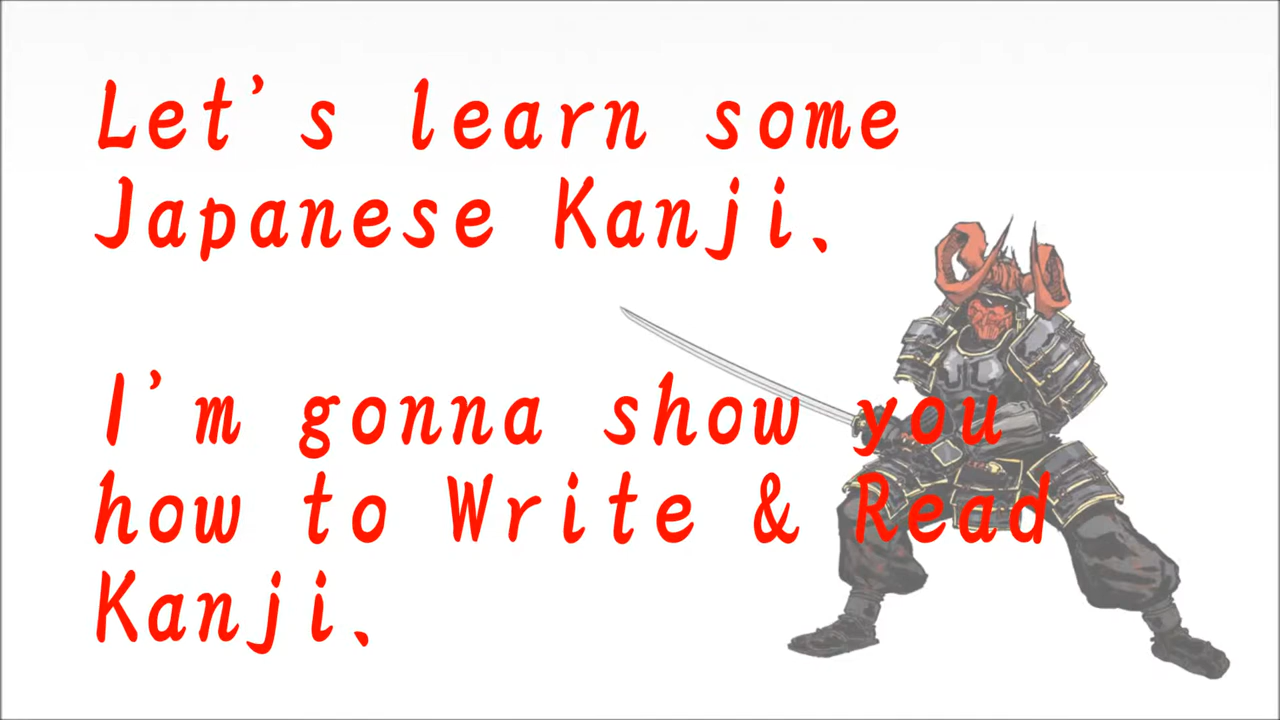 Let's learn some
Japanese Kanji、
I'm gonna show you
how to Write & Read
Kanji、